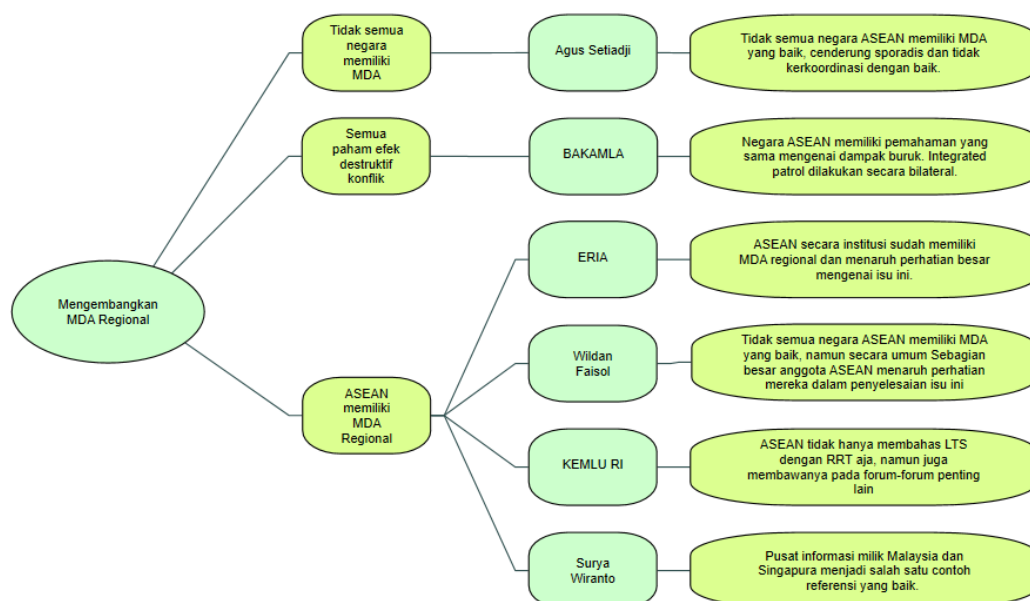 Tidak semua
negara
memiliki
MDA
Agus Setiadji
Tidak semua negara ASEAN memiliki MDA
yang baik, cenderung sporadis dan tidak
kerkoordinasi dengan baik.
Semua
paham efek
destruktif
konflik
BAKAMLA
Negara ASEAN memiliki pemahaman yang
sama mengenai dampak buruk. Integrated
patrol dilakukan secara bilateral.
Mengembangkan
MDA Regional
ASEAN
memiliki
MDA
Regional
ERIA
ASEAN secara institusi sudah memiliki
MDA regional dan menaruh perhatian besar
mengenai isu ini.
Wildan
Faisol
Tidak semua negara ASEAN memiliki MDA
yang baik, namun secara umum Sebagian
besar anggota ASEAN menaruh perhatian
mereka dalam penyelesaian isu ini
KEMLU RI
ASEAN tidak hanya membahas LTS
dengan RRT aja, namun juga
membawanya pada forum-forum penting
lain
Surya
Wiranto
Pusat informasi milik Malaysia dan
Singapura menjadi salah satu contoh
referensi yang baik.